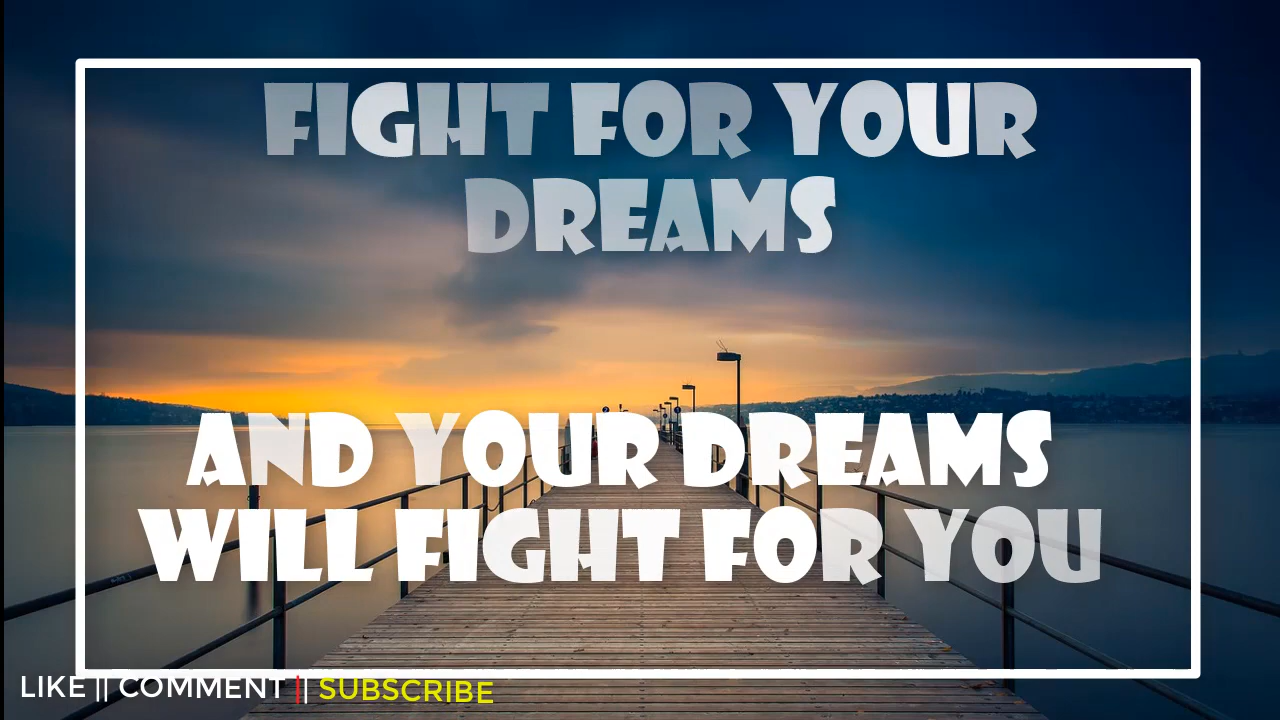 FIGHT FOR YOUR
DREAMS
AND YOUR DREAMS
WILL FIGHT FOR YOU
LIKE || COMMENT || SUBSCRIBE